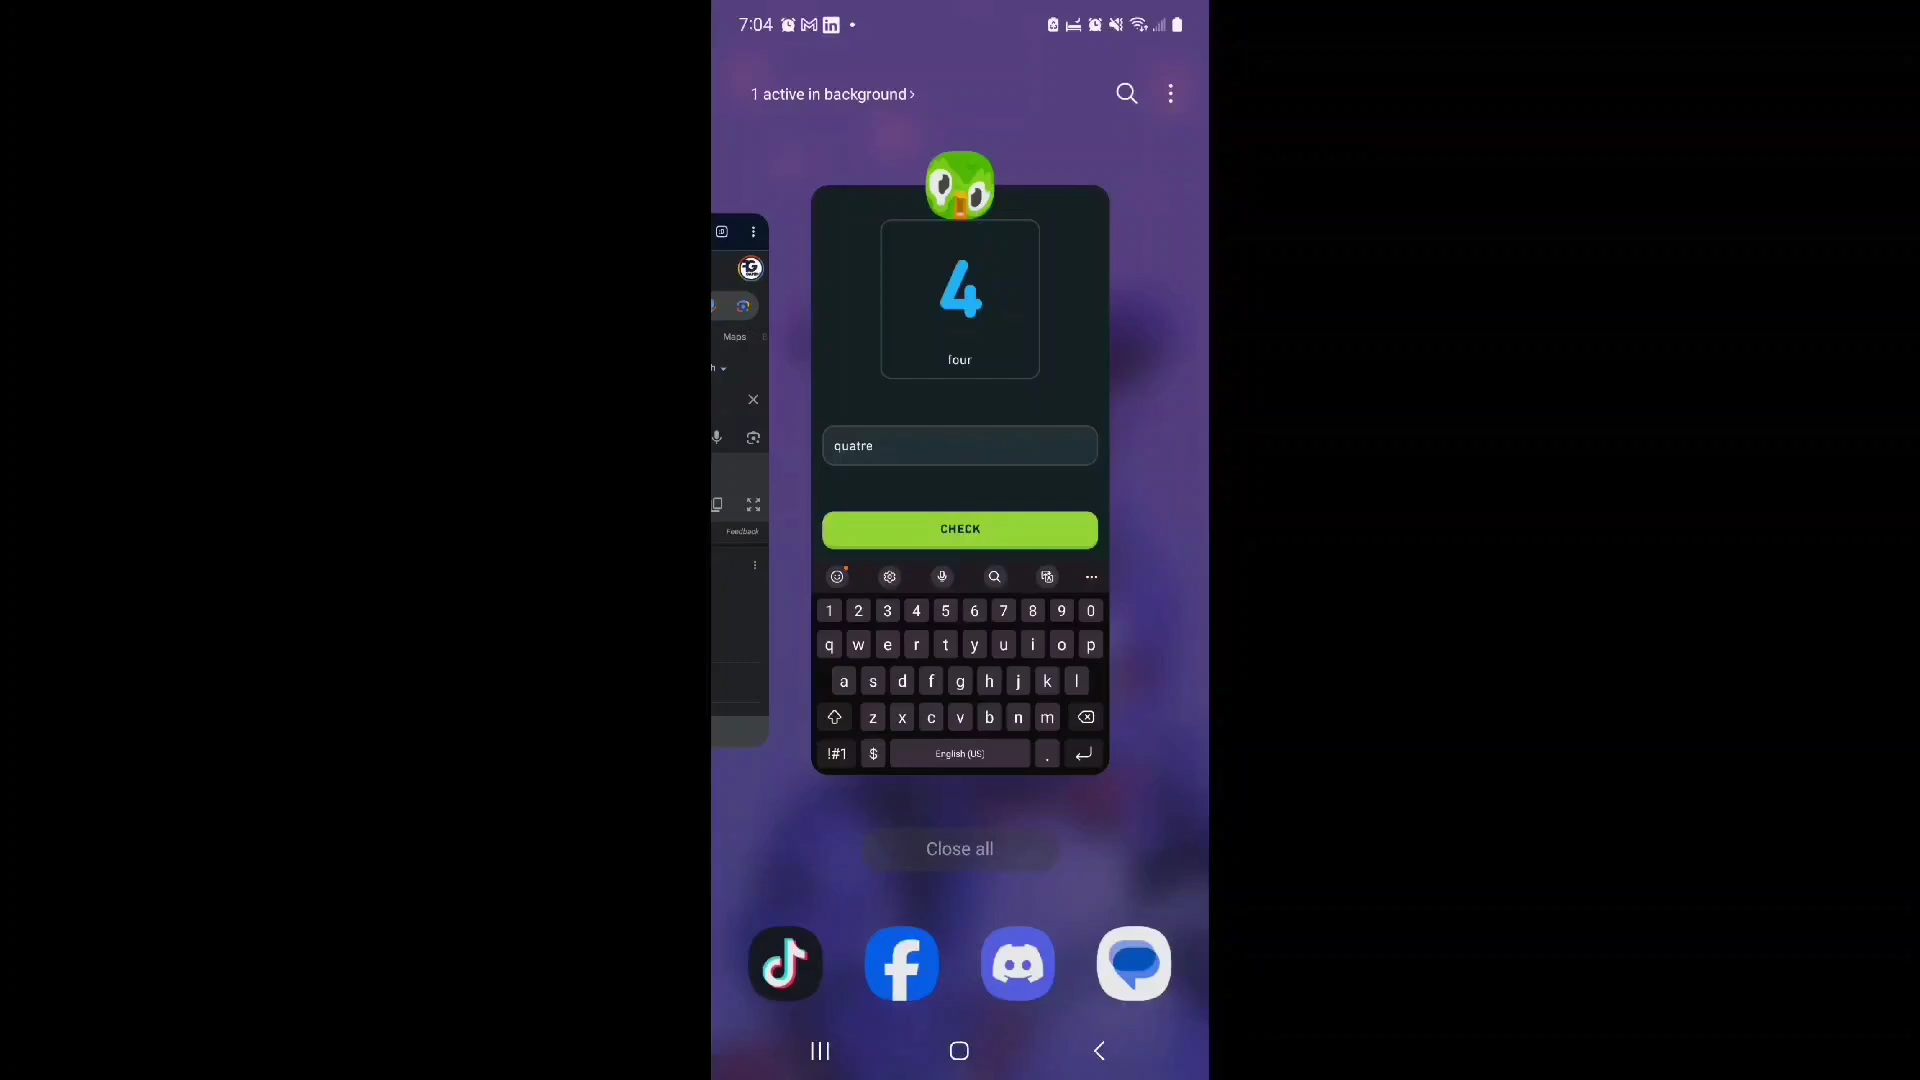 7:04
1 active in background ›
Maps
4
four
quatre
CHECK
Feedback
1 2 3 4 5 6 7 8 9 0
q w e r t y u i o p
a s d f g h j k l
z x c v b n m
!#1 $ English (US) .
Close all